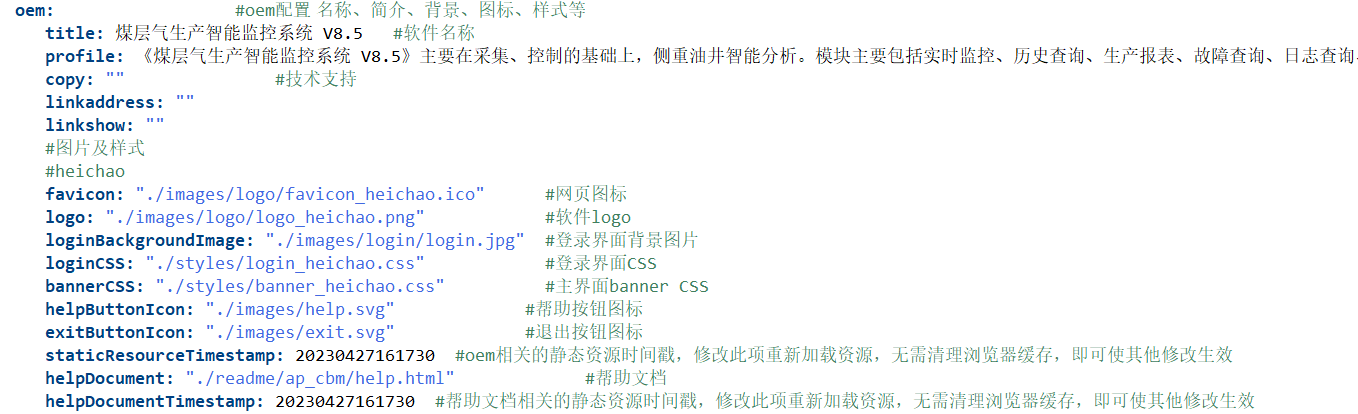 oem:                  #oem配置 名称、简介、背景、图标、样式等
   title: 煤层气生产智能监控系统 V8.5   #软件名称
   profile: 《煤层气生产智能监控系统 V8.5》主要在采集、控制的基础上，侧重油井智能分析。模块主要包括实时监控、历史查询、生产报表、故障查询、日志查询
   copy: ""               #技术支持
   linkaddress: ""
   linkshow: ""
   #图片及样式
   #heichao
   favicon: "./images/logo/favicon_heichao.ico"      #网页图标
   logo: "./images/logo/logo_heichao.png"            #软件logo
   loginBackgroundImage: "./images/login/login.jpg"  #登录界面背景图片
   loginCSS: "./styles/login_heichao.css"            #登录界面CSS
   bannerCSS: "./styles/banner_heichao.css"          #主界面banner CSS
   helpButtonIcon: "./images/help.svg"             #帮助按钮图标
   exitButtonIcon: "./images/exit.svg"             #退出按钮图标
   staticResourceTimestamp: 20230427161730  #oem相关的静态资源时间戳，修改此项重新加载资源，无需清理浏览器缓存，即可使其他修改生效
   helpDocument: "./readme/ap_cbm/help.html"             #帮助文档
   helpDocumentTimestamp: 20230427161730  #帮助文档相关的静态资源时间戳，修改此项重新加载资源，无需清理浏览器缓存，即可使其他修改生效